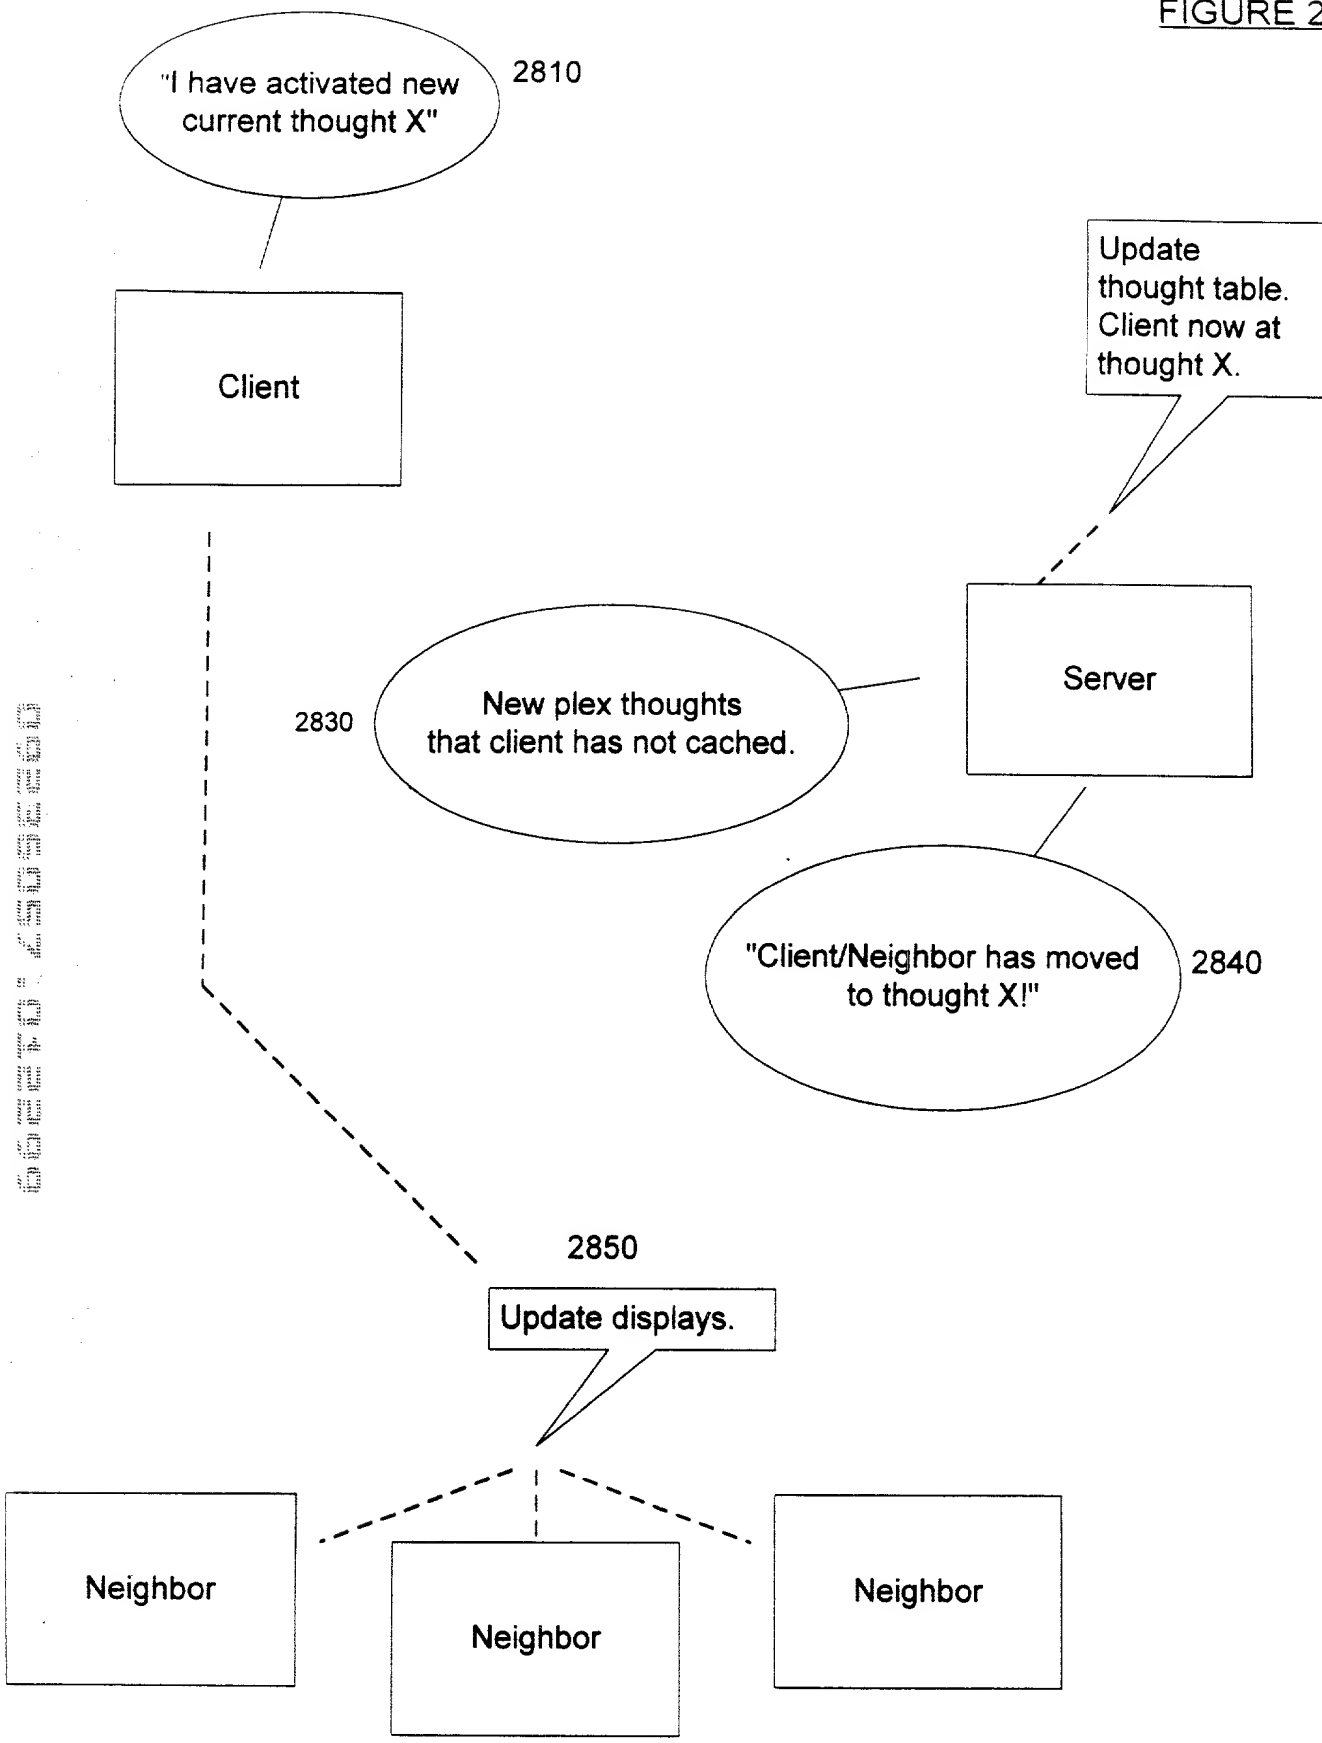 FIGURE 2
"I have activated new
current thought X"
2810
Update
thought table.
Client now at
thought X.
Client
Server
New plex thoughts
that client has not cached.
2830
"Client/Neighbor has moved
to thought X!"
2840
2850
Update displays.
Neighbor
Neighbor
Neighbor